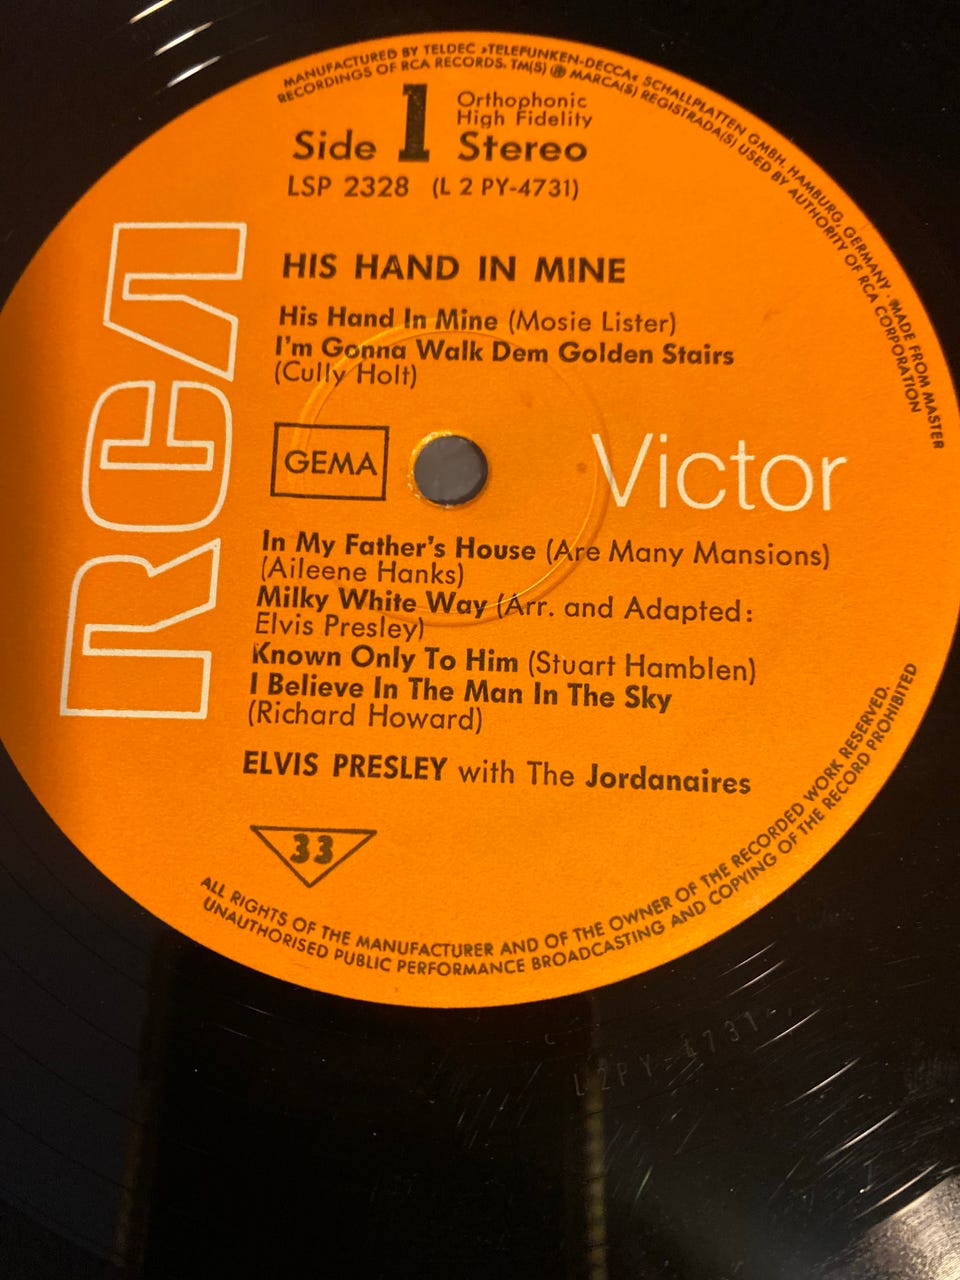 MANUFACTURED BY TELDEC »TELEFUNKEN-DECCA« SCHALLPLATTEN GMBH, HAMBURG, GERMANY · MADE FROM MASTER
RECORDINGS OF RCA RECORDS. TM(S) ® MARCA(S) REGISTRADA(S) USED BY AUTHORITY OF RCA CORPORATION
Side 1 Orthophonic
High Fidelity
Stereo
LSP 2328 (L 2 PY-4731)
RCA
HIS HAND IN MINE
His Hand In Mine (Mosie Lister)
I'm Gonna Walk Dem Golden Stairs
(Cully Holt)
GEMA
Victor
In My Father's House (Are Many Mansions)
(Aileene Hanks)
Milky White Way (Arr. and Adapted:
Elvis Presley)
Known Only To Him (Stuart Hamblen)
I Believe In The Man In The Sky
(Richard Howard)
ELVIS PRESLEY with The Jordanaires
33
ALL RIGHTS OF THE MANUFACTURER AND OF THE OWNER OF THE RECORDED WORK RESERVED.
UNAUTHORISED PUBLIC PERFORMANCE BROADCASTING AND COPYING OF THE RECORD PROHIBITED
L2PY-4731